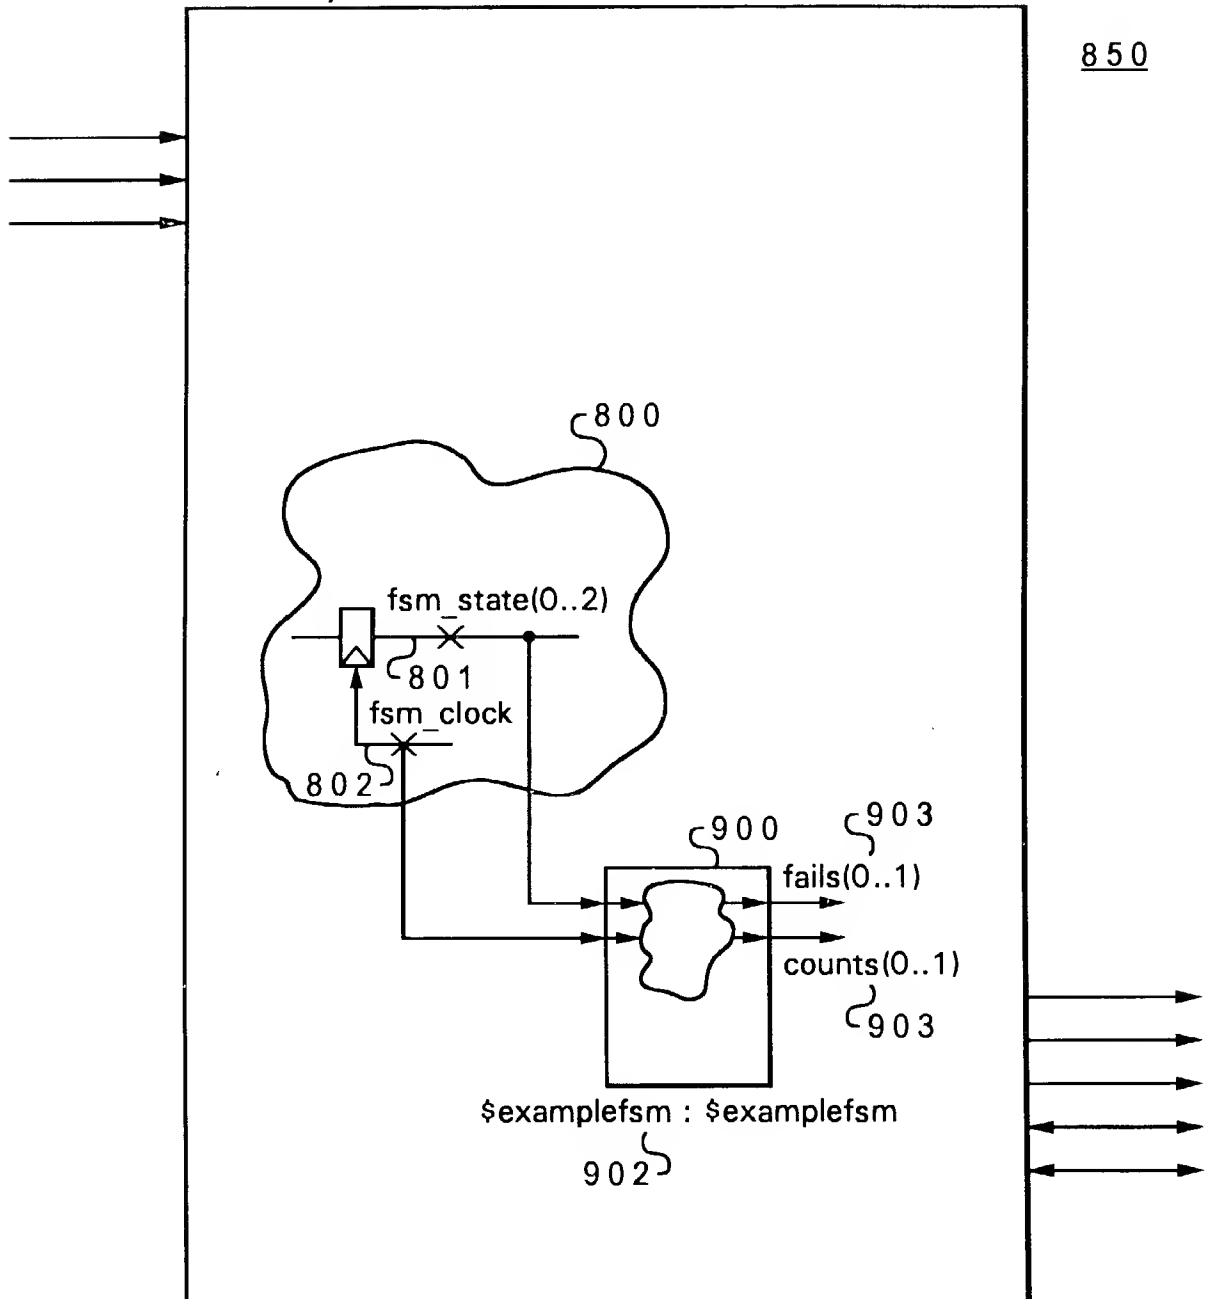 850
800
fsm_state(0..2)
801
fsm_clock
802
903
900
fails(0..1)
counts(0..1)
903
$examplefsm : $examplefsm
902